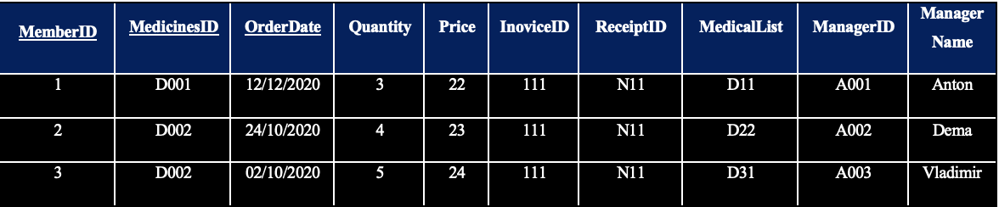 MemberID MedicinesID OrderDate Quantity Price InoviceID ReceiptID MedicalList ManagerID Manager Name
1 D001 12/12/2020 3 22 111 N11 D11 A001 Anton
2 D002 24/10/2020 4 23 111 N11 D22 A002 Dema
3 D002 02/10/2020 5 24 111 N11 D31 A003 Vladimir